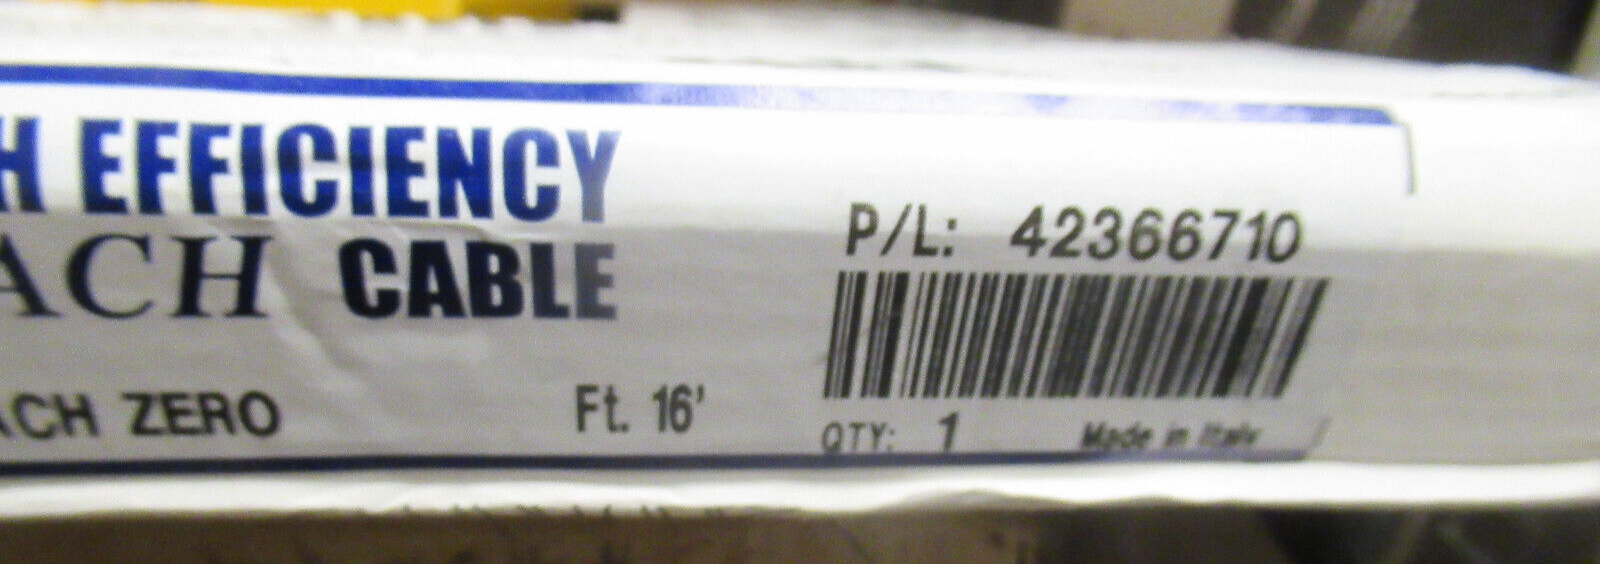 H EFFICIENCY
ACH CABLE
ACH ZERO
Ft. 16'
P/L: 42366710
QTY: 1
Made in Italy